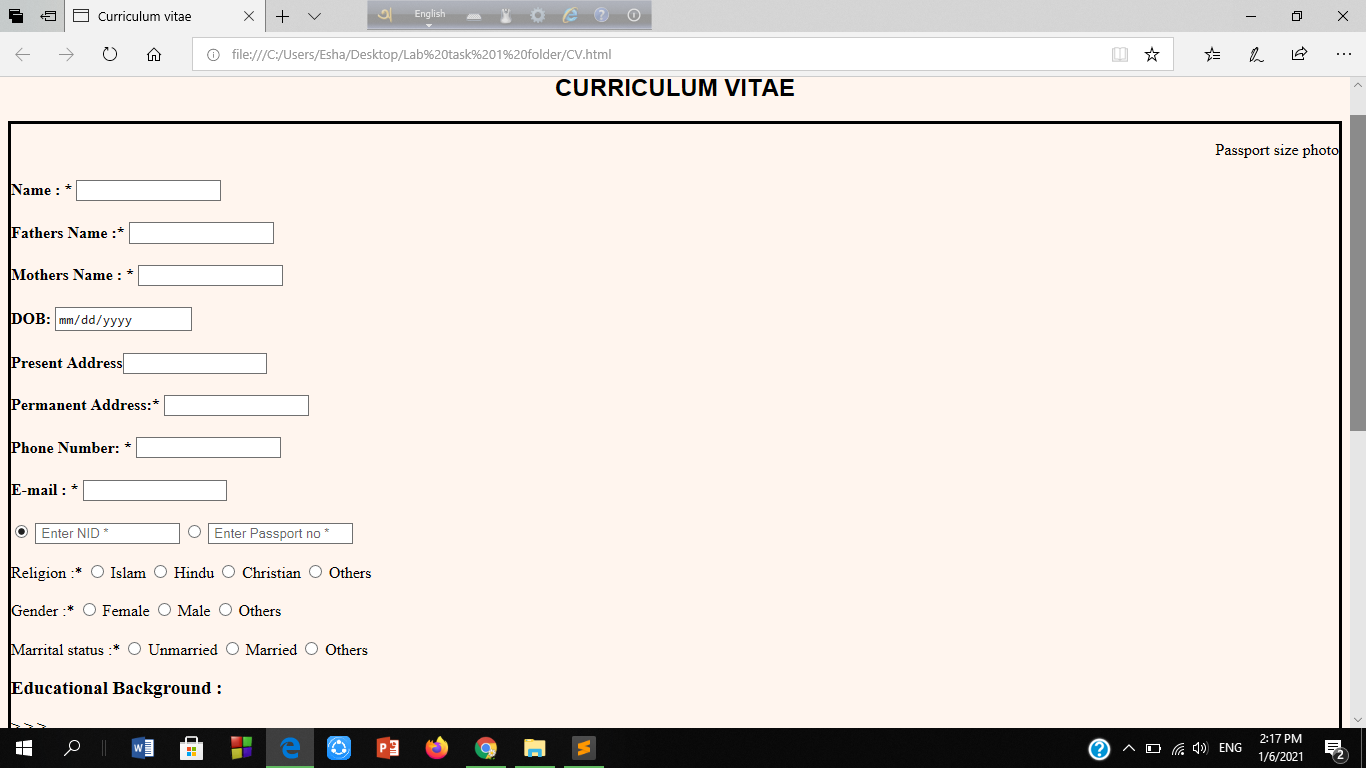 Curriculum vitae
অ English
file:///C:/Users/Esha/Desktop/Lab%20task%201%20folder/CV.html
CURRICULUM VITAE
Passport size photo
Name : *
Fathers Name :*
Mothers Name : *
DOB: mm/dd/yyyy
Present Address
Permanent Address:*
Phone Number: *
E-mail : *
Enter NID * Enter Passport no *
Religion :* Islam Hindu Christian Others
Gender :* Female Male Others
Marrital status :* Unmarried Married Others
Educational Background :
> > >
ENG
2:17 PM
1/6/2021
2